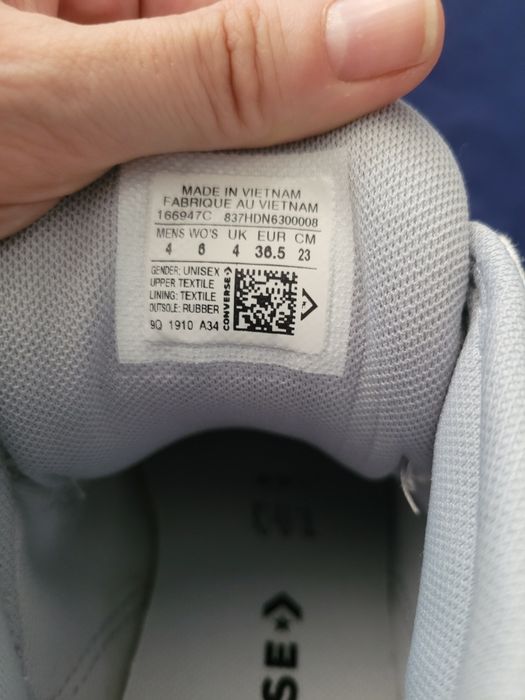 MADE IN VIETNAM
FABRIQUE AU VIETNAM
166947C 837HDN6300008
MENS WO'S UK EUR CM
4 6 4 36.5 23
GENDER: UNISEX
UPPER TEXTILE
LINING: TEXTILE
OUTSOLE: RUBBER
9Q 1910 A34
CONVERSE
SE